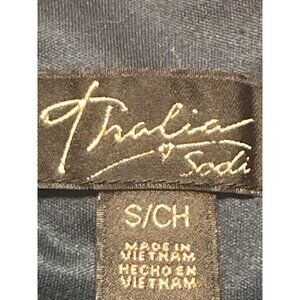 Thalia
Sodi
S/CH
MADE IN
VIETNAM
HECHO EN
VIETNAM